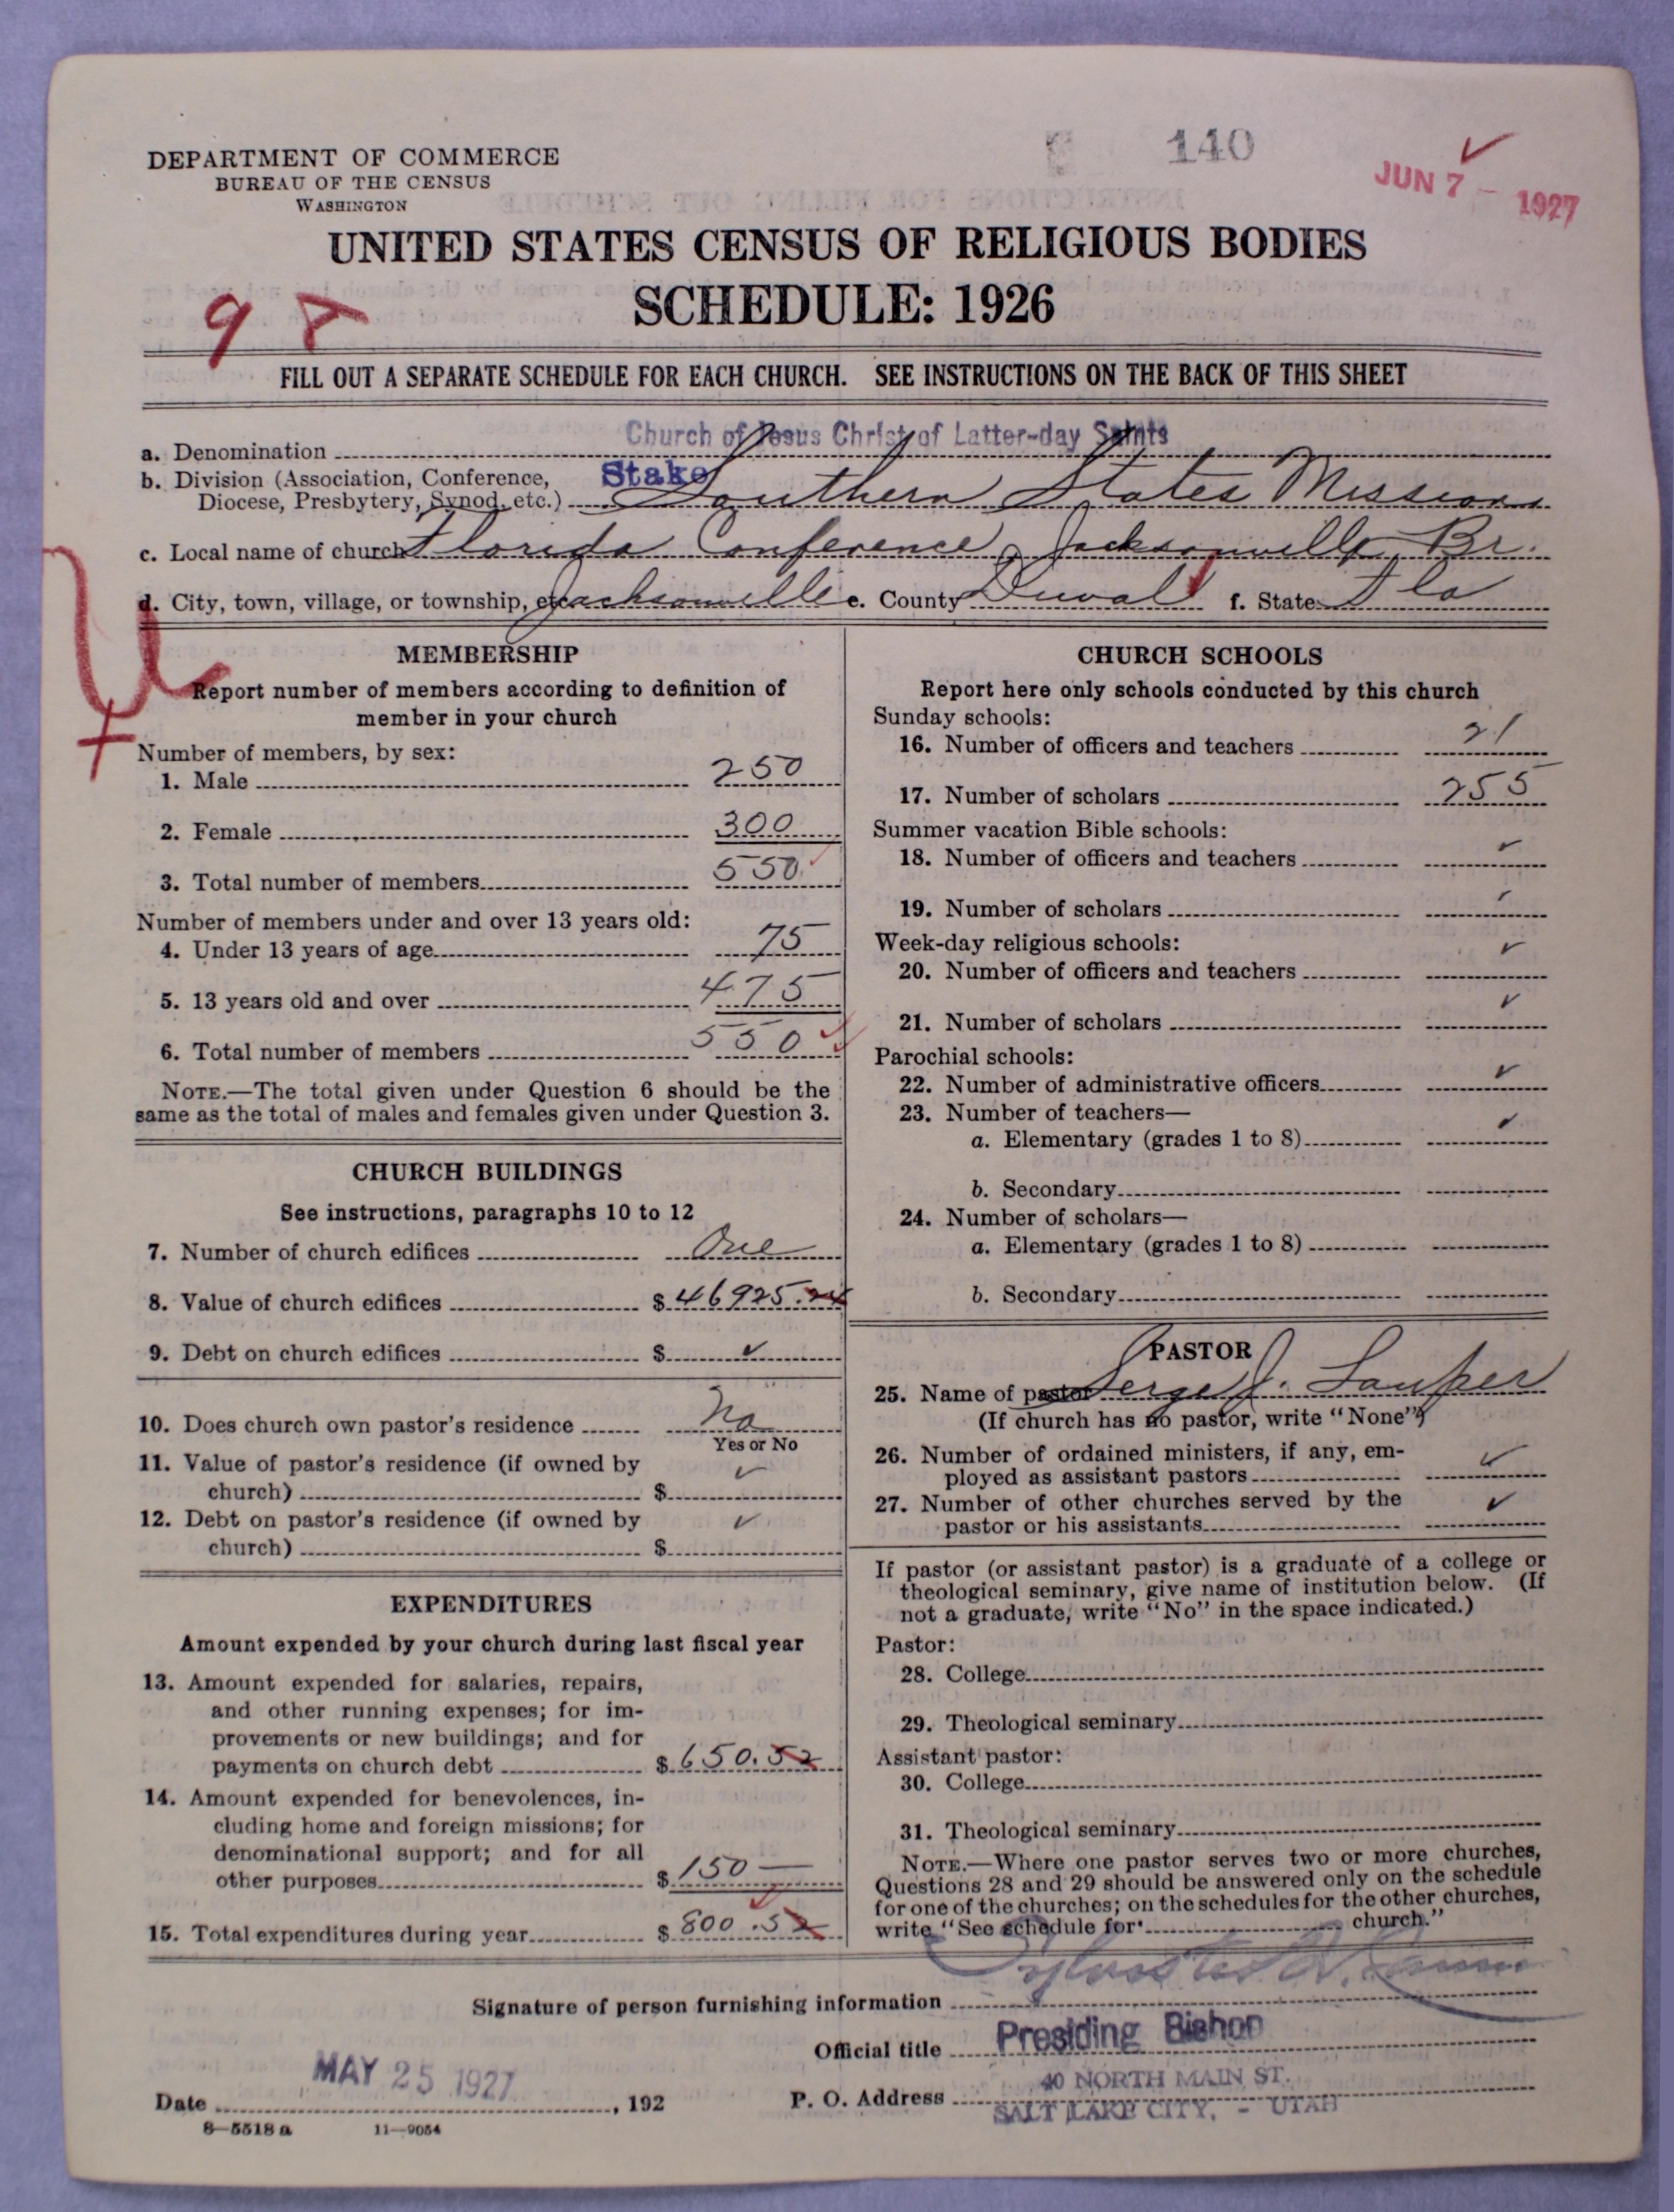 DEPARTMENT OF COMMERCE
BUREAU OF THE CENSUS
WASHINGTON
140
JUN 7 - 1927
UNITED STATES CENSUS OF RELIGIOUS BODIES
SCHEDULE: 1926
FILL OUT A SEPARATE SCHEDULE FOR EACH CHURCH. SEE INSTRUCTIONS ON THE BACK OF THIS SHEET
a. Denomination Church of Jesus Christ of Latter-day Saints
b. Division (Association, Conference, Stake
Diocese, Presbytery, Synod, etc.) Southern States Missions
c. Local name of church Florida Conference, Jacksonville, Br.
d. City, town, village, or township, etc. Jacksonville e. County Duval f. State Fla
MEMBERSHIP
Report number of members according to definition of
member in your church
Number of members, by sex:
1. Male 250
2. Female 300
3. Total number of members 550
Number of members under and over 13 years old:
4. Under 13 years of age 75
5. 13 years old and over 475
6. Total number of members 550
NOTE.—The total given under Question 6 should be the
same as the total of males and females given under Question 3.
CHURCH BUILDINGS
See instructions, paragraphs 10 to 12
7. Number of church edifices One
8. Value of church edifices $ 46925.24
9. Debt on church edifices $ ✓
10. Does church own pastor's residence No
Yes or No
11. Value of pastor's residence (if owned by ✓
church) $
12. Debt on pastor's residence (if owned by ✓
church) $
EXPENDITURES
Amount expended by your church during last fiscal year
13. Amount expended for salaries, repairs,
and other running expenses; for im-
provements or new buildings; and for
payments on church debt $ 650.52
14. Amount expended for benevolences, in-
cluding home and foreign missions; for
denominational support; and for all
other purposes $ 150 —
15. Total expenditures during year $ 800.52
CHURCH SCHOOLS
Report here only schools conducted by this church
Sunday schools:
16. Number of officers and teachers 21
17. Number of scholars 255
Summer vacation Bible schools:
18. Number of officers and teachers ✓
19. Number of scholars ✓
Week-day religious schools:
20. Number of officers and teachers ✓
21. Number of scholars ✓
Parochial schools:
22. Number of administrative officers ✓
23. Number of teachers—
a. Elementary (grades 1 to 8) ✓
b. Secondary
24. Number of scholars—
a. Elementary (grades 1 to 8)
b. Secondary
PASTOR
25. Name of pastor Serge J. Lauper
(If church has no pastor, write "None")
26. Number of ordained ministers, if any, em-
ployed as assistant pastors ✓
27. Number of other churches served by the
pastor or his assistants ✓
If pastor (or assistant pastor) is a graduate of a college or
theological seminary, give name of institution below. (If
not a graduate, write "No" in the space indicated.)
Pastor:
28. College
29. Theological seminary
Assistant pastor:
30. College
31. Theological seminary
NOTE.—Where one pastor serves two or more churches,
Questions 28 and 29 should be answered only on the schedule
for one of the churches; on the schedules for the other churches,
write "See schedule for church."
Signature of person furnishing information Sylvester Q. Cannon
Official title Presiding Bishop
Date MAY 25 1927, 192
P. O. Address 40 NORTH MAIN ST.
SALT LAKE CITY, - UTAH
8—5518 a 11—9054